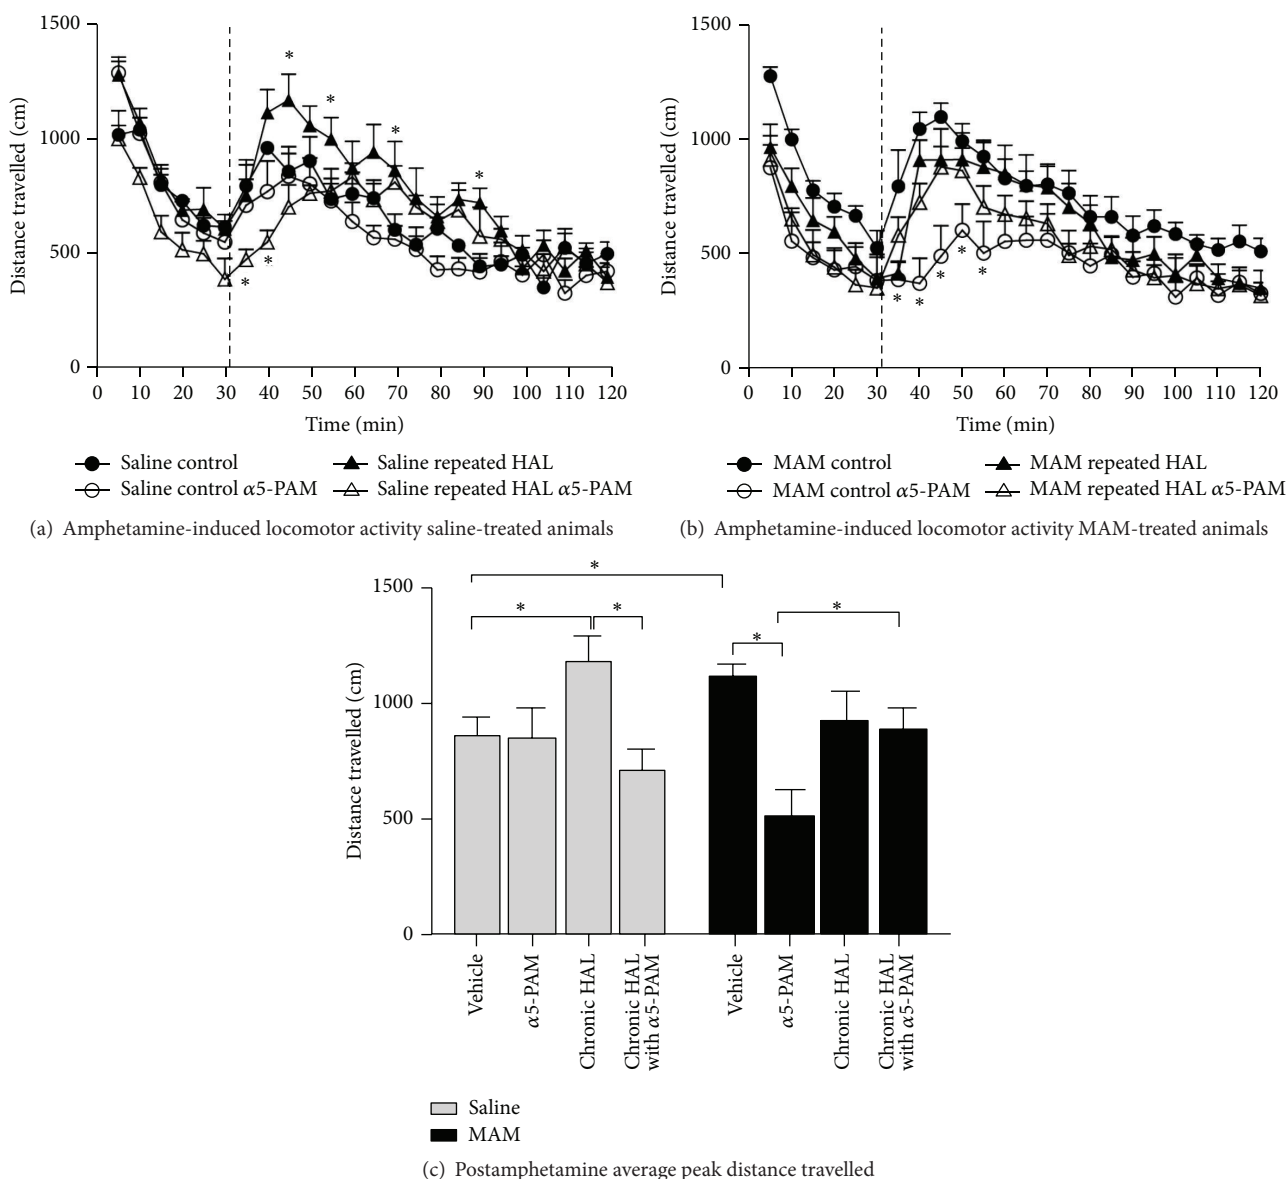 1500
1000
500
0
Distance travelled (cm)
* * * * * *
0 10 20 30 40 50 60 70 80 90 100 110 120
Time (min)
Saline control
Saline repeated HAL
Saline control α5-PAM
Saline repeated HAL α5-PAM
(a) Amphetamine-induced locomotor activity saline-treated animals
1500
1000
500
0
Distance travelled (cm)
* * * * *
0 10 20 30 40 50 60 70 80 90 100 110 120
Time (min)
MAM control
MAM repeated HAL
MAM control α5-PAM
MAM repeated HAL α5-PAM
(b) Amphetamine-induced locomotor activity MAM-treated animals
1500
1000
500
0
Distance travelled (cm)
* * * * *
Vehicle
α5-PAM
Chronic HAL
Chronic HAL
with α5-PAM
Vehicle
α5-PAM
Chronic HAL
Chronic HAL
with α5-PAM
Saline
MAM
(c) Postamphetamine average peak distance travelled